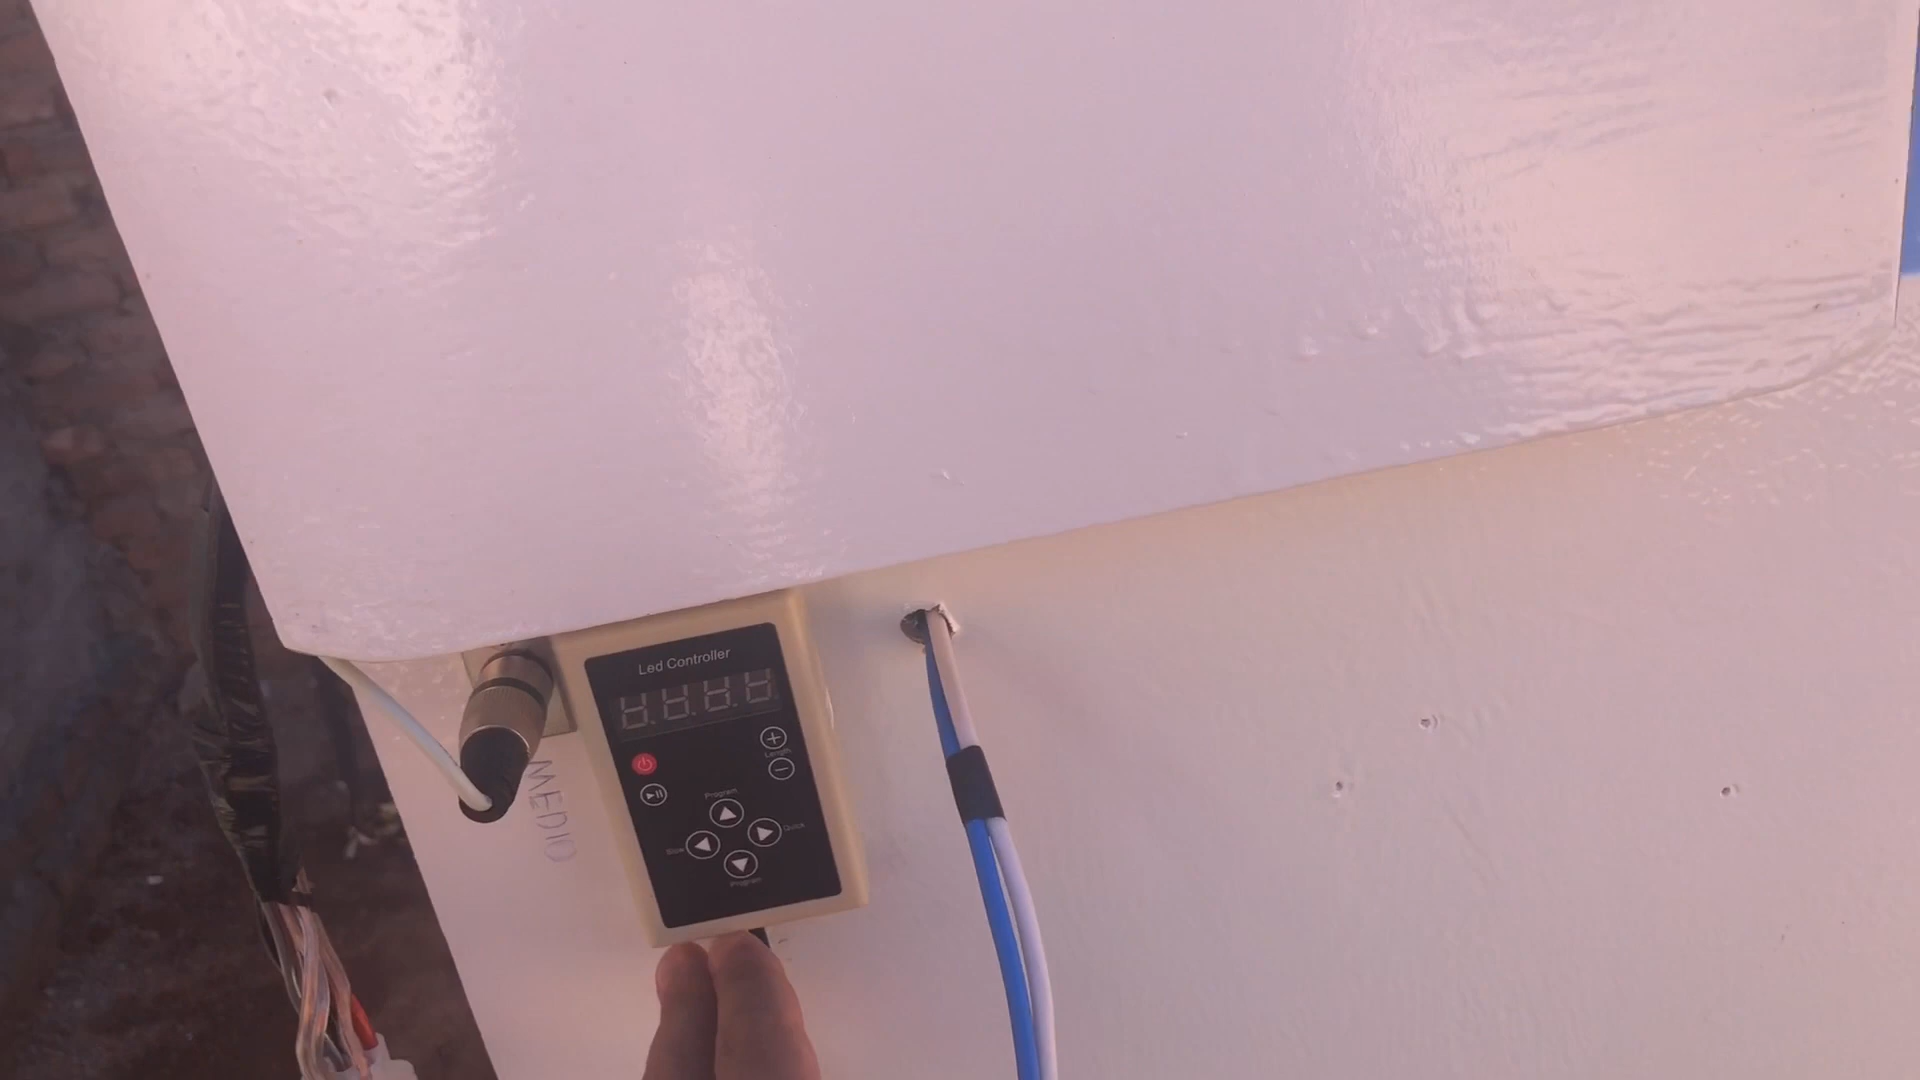 Led Controller
Length
Program
Slow
Quick
Program
MEDIO